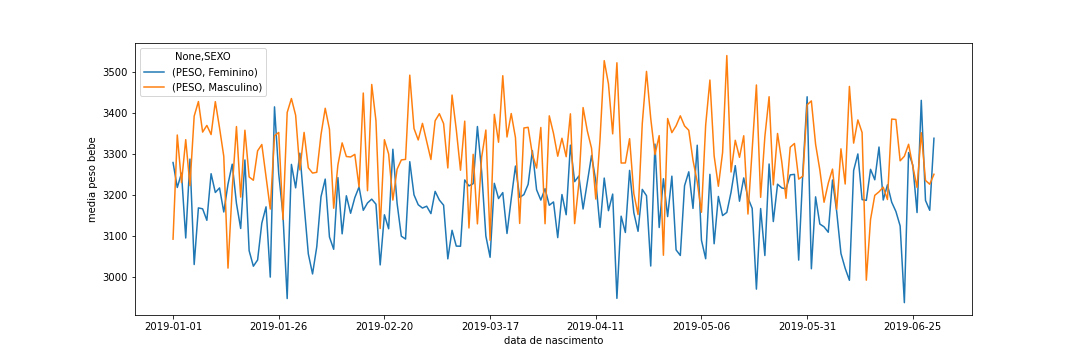 None,SEXO
(PESO, Feminino)
(PESO, Masculino)
3500
3400
3300
3200
3100
3000
media peso bebe
2019-01-01 2019-01-26 2019-02-20 2019-03-17 2019-04-11 2019-05-06 2019-05-31 2019-06-25
data de nascimento